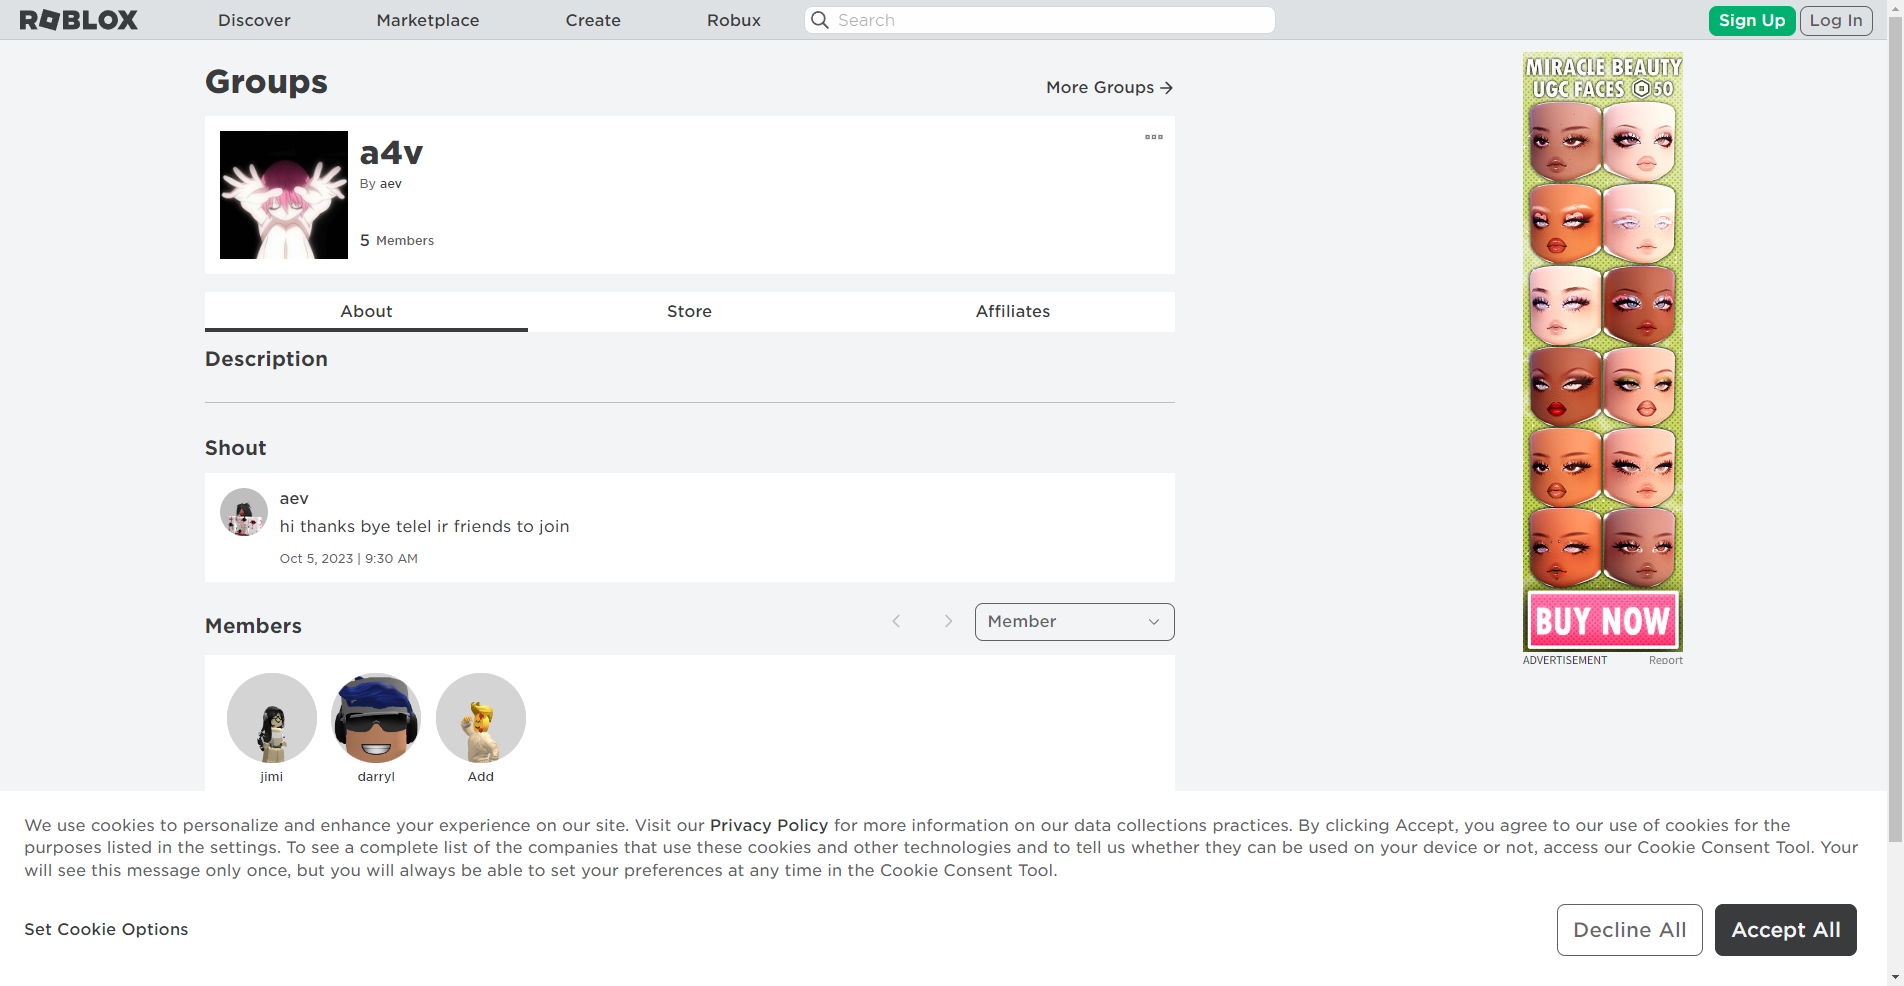 ROBLOX
Discover
Marketplace
Create
Robux
Search
Sign Up
Log In
Groups
More Groups
a4v
By aev
5 Members
About
Store
Affiliates
Description
Shout
aev
hi thanks bye telel ir friends to join
Oct 5, 2023 | 9:30 AM
Members
Member
jimi
darryl
Add
MIRACLE BEAUTY
UGC FACES 50
BUY NOW
ADVERTISEMENT
Report
We use cookies to personalize and enhance your experience on our site. Visit our Privacy Policy for more information on our data collections practices. By clicking Accept, you agree to our use of cookies for the
purposes listed in the settings. To see a complete list of the companies that use these cookies and other technologies and to tell us whether they can be used on your device or not, access our Cookie Consent Tool. Your
will see this message only once, but you will always be able to set your preferences at any time in the Cookie Consent Tool.
Set Cookie Options
Decline All
Accept All